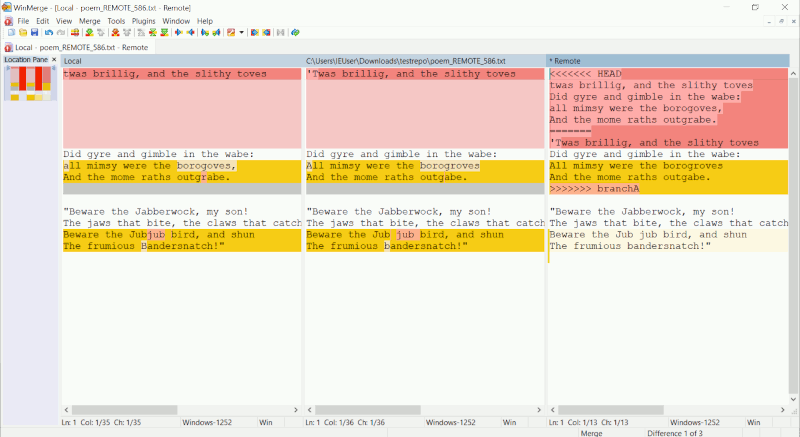 WinMerge - [Local - poem_REMOTE_586.txt - Remote]
File Edit View Merge Tools Plugins Window Help
Local - poem_REMOTE_586.txt - Remote
Location Pane
Local
C:\Users\IEUser\Downloads\testrepo\poem_REMOTE_586.txt
* Remote
twas brillig, and the slithy toves
Did gyre and gimble in the wabe:
all mimsy were the borogoves,
And the mome raths outgrabe.
"Beware the Jabberwock, my son!
The jaws that bite, the claws that catch
Beware the Jubjub bird, and shun
The frumious Bandersnatch!"
'Twas brillig, and the slithy toves
Did gyre and gimble in the wabe:
All mimsy were the borogroves
And the mome raths outgabe.
"Beware the Jabberwock, my son!
The jaws that bite, the claws that catch
Beware the Jub jub bird, and shun
The frumious bandersnatch!"
<<<<<<< HEAD
twas brillig, and the slithy toves
Did gyre and gimble in the wabe:
all mimsy were the borogoves,
And the mome raths outgrabe.
=======
'Twas brillig, and the slithy toves
Did gyre and gimble in the wabe:
All mimsy were the borogroves
And the mome raths outgabe.
>>>>>>> branchA
"Beware the Jabberwock, my son!
The jaws that bite, the claws that catch
Beware the Jub jub bird, and shun
The frumious bandersnatch!"
Ln: 1 Col: 1/35 Ch: 1/35 Windows-1252 Win
Ln: 1 Col: 1/36 Ch: 1/36 Windows-1252 Win
Ln: 1 Col: 1/13 Ch: 1/13 Windows-1252 Win
Merge Difference 1 of 3